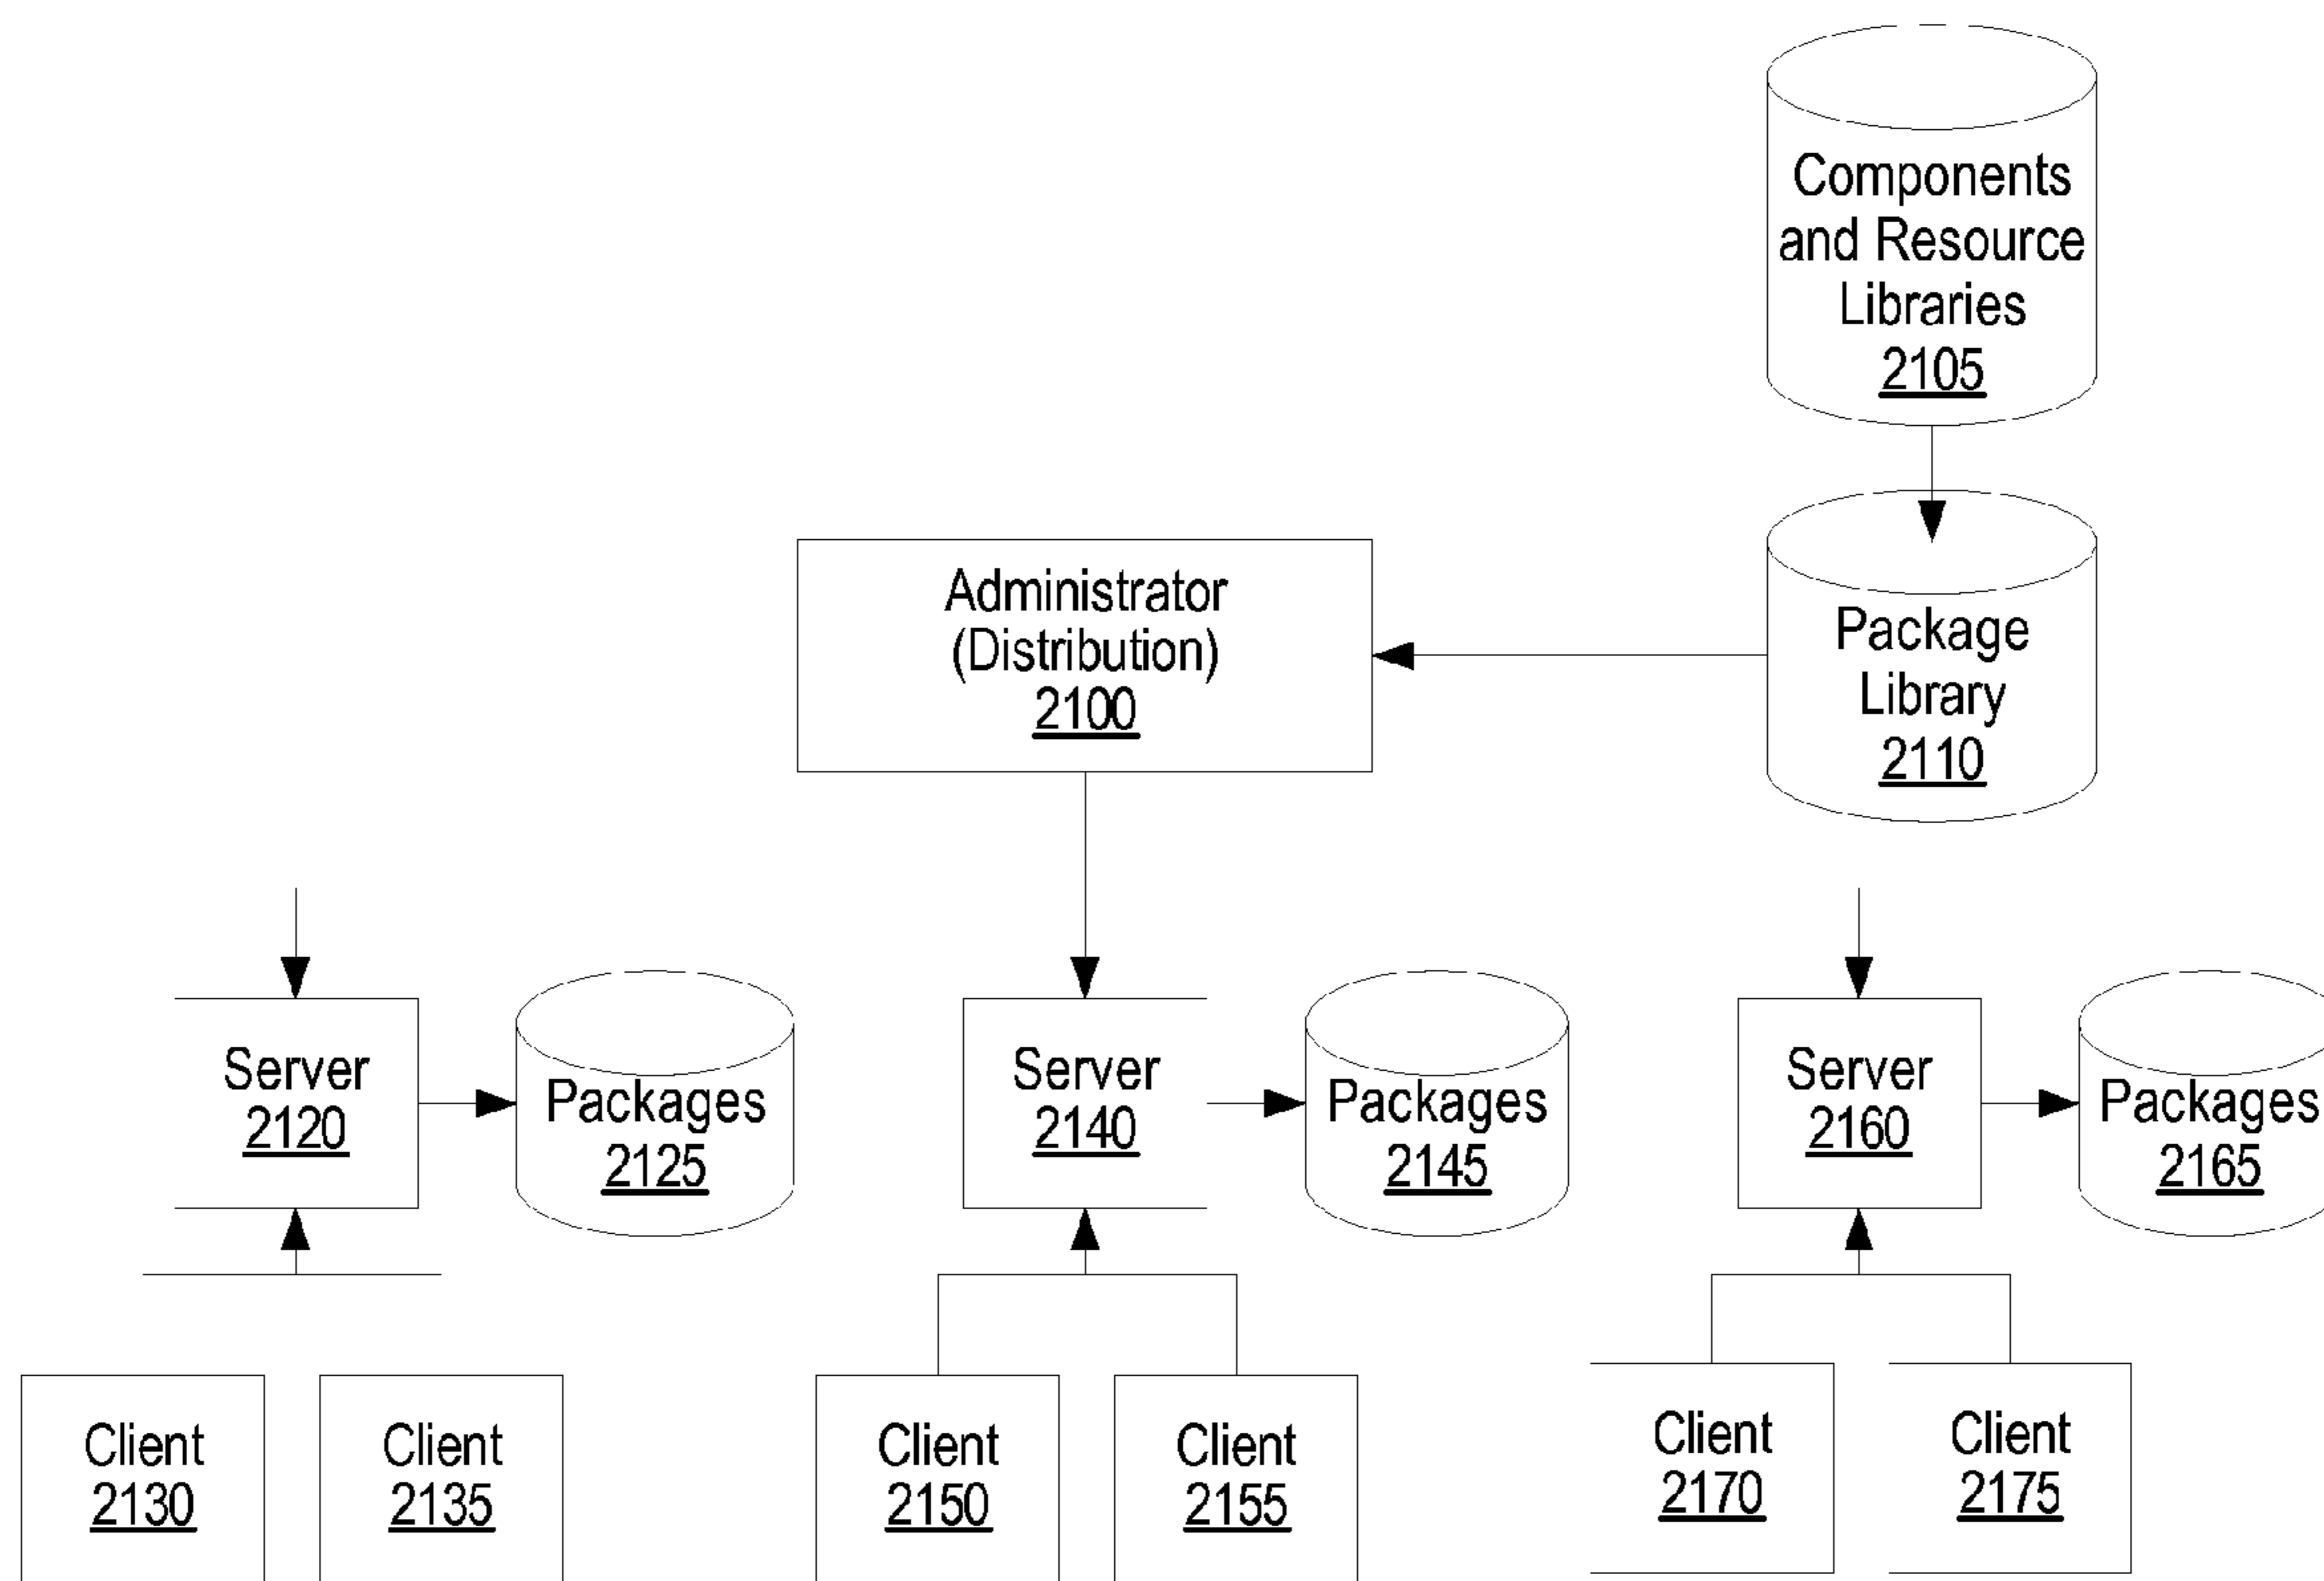 Components
and Resource
Libraries
2105
Administrator
(Distribution)
2100
Package
Library
2110
Server
2120
Packages
2125
Server
2140
Packages
2145
Server
2160
Packages
2165
Client
2130
Client
2135
Client
2150
Client
2155
Client
2170
Client
2175